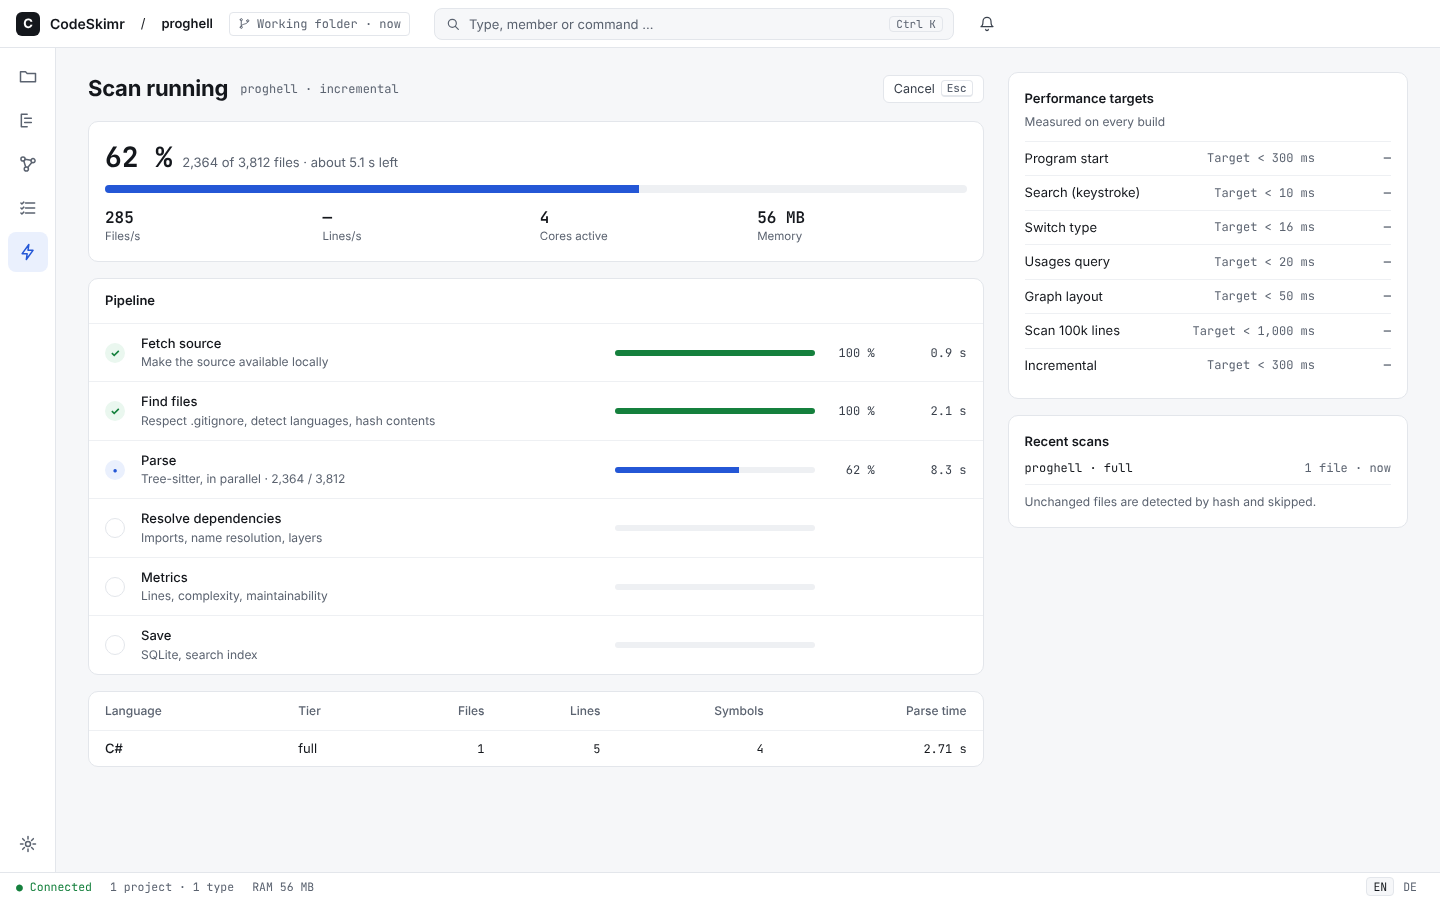 C CodeSkimr / proghell Working folder · now Type, member or command ... Ctrl K
Scan running proghell · incremental Cancel Esc
62 % 2,364 of 3,812 files · about 5.1 s left
285 – 4 56 MB
Files/s Lines/s Cores active Memory
Pipeline
Fetch source
Make the source available locally
100 % 0.9 s
Find files
Respect .gitignore, detect languages, hash contents
100 % 2.1 s
Parse
Tree-sitter, in parallel · 2,364 / 3,812
62 % 8.3 s
Resolve dependencies
Imports, name resolution, layers
Metrics
Lines, complexity, maintainability
Save
SQLite, search index
Language Tier Files Lines Symbols Parse time
C# full 1 5 4 2.71 s
Performance targets
Measured on every build
Program start Target < 300 ms –
Search (keystroke) Target < 10 ms –
Switch type Target < 16 ms –
Usages query Target < 20 ms –
Graph layout Target < 50 ms –
Scan 100k lines Target < 1,000 ms –
Incremental Target < 300 ms –
Recent scans
proghell · full 1 file · now
Unchanged files are detected by hash and skipped.
Connected 1 project · 1 type RAM 56 MB EN DE